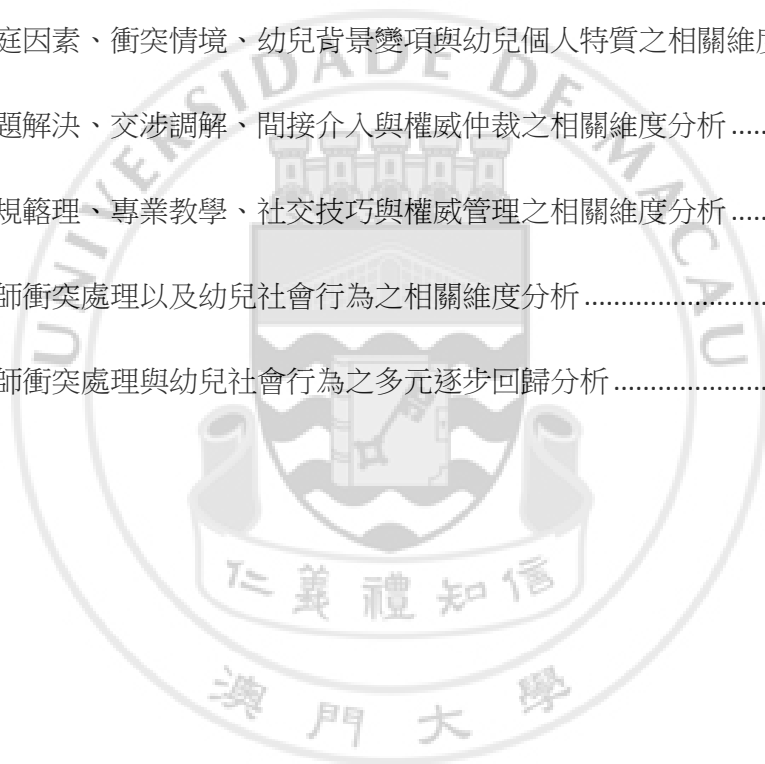 庭因素、衝突情境、幼兒背景變項與幼兒個人特質之相關維度
題解決、交涉調解、間接介入與權威仲裁之相關維度分析.....
規範理、專業教學、社交技巧與權威管理之相關維度分析.....
師衝突處理以及幼兒社會行為之相關維度分析.......................
師衝突處理與幼兒社會行為之多元逐步回歸分析...................
UNIVERSIDADE DE MACAU
仁義禮知信
澳門大學